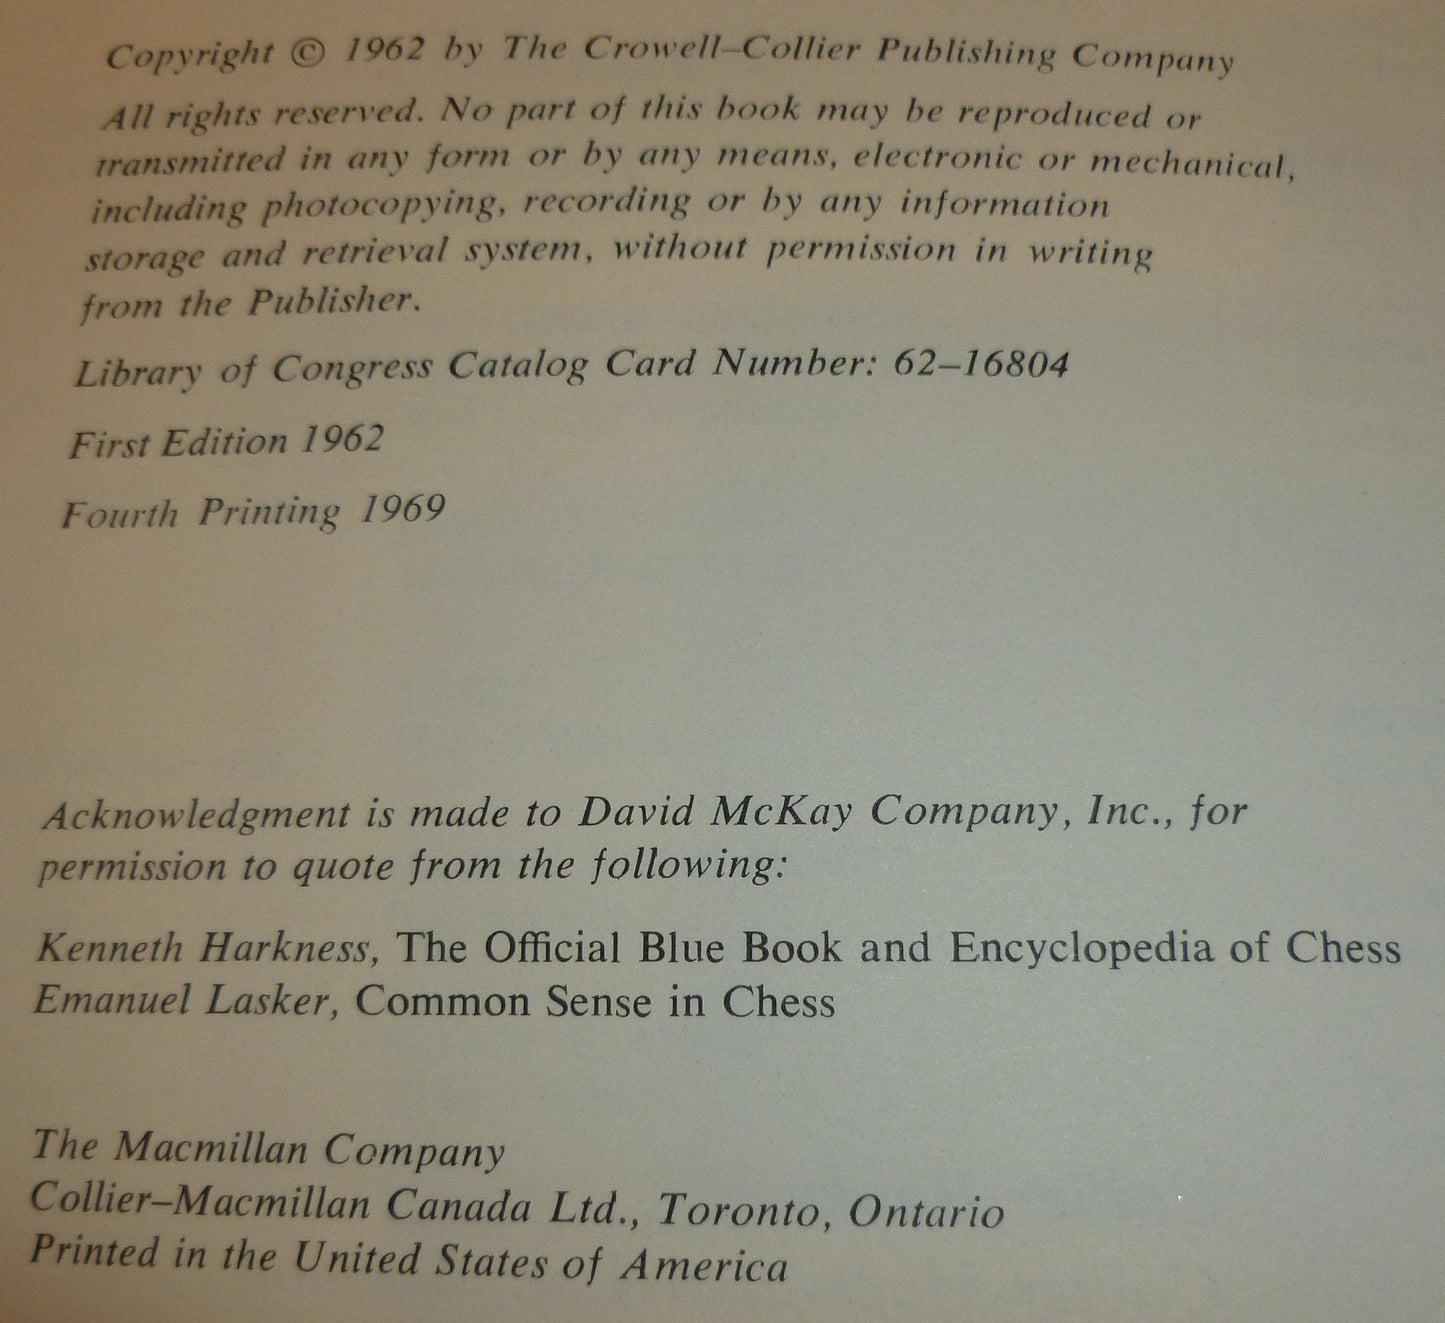 Copyright © 1962 by The Crowell–Collier Publishing Company
All rights reserved. No part of this book may be reproduced or
transmitted in any form or by any means, electronic or mechanical,
including photocopying, recording or by any information
storage and retrieval system, without permission in writing
from the Publisher.
Library of Congress Catalog Card Number: 62–16804
First Edition 1962
Fourth Printing 1969
Acknowledgment is made to David McKay Company, Inc., for
permission to quote from the following:
Kenneth Harkness, The Official Blue Book and Encyclopedia of Chess
Emanuel Lasker, Common Sense in Chess
The Macmillan Company
Collier–Macmillan Canada Ltd., Toronto, Ontario
Printed in the United States of America